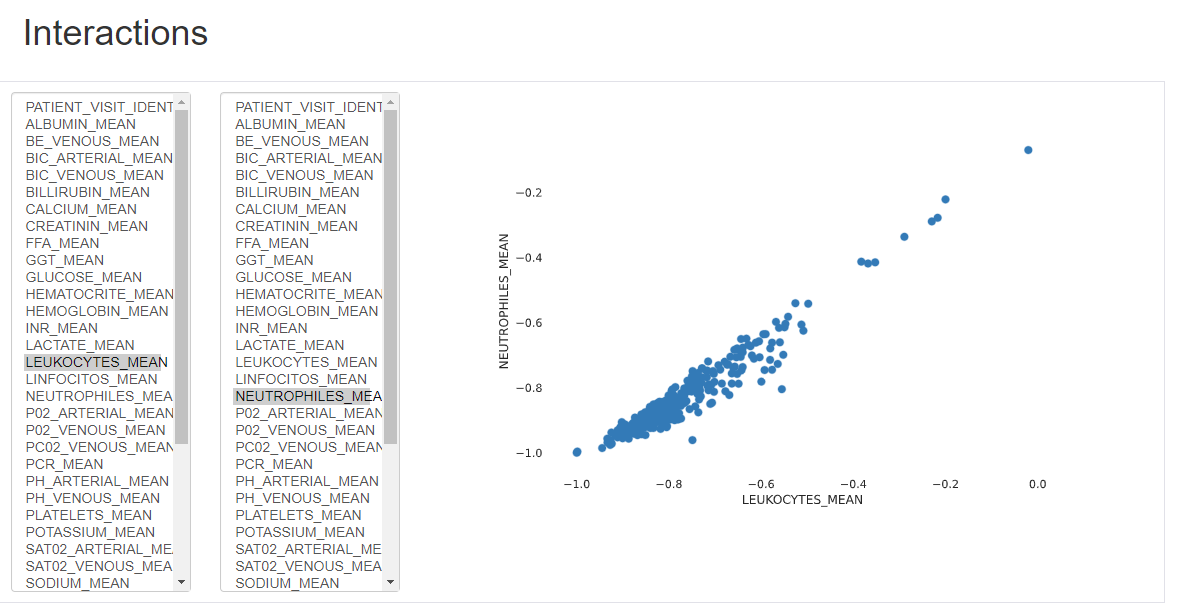 Interactions
PATIENT_VISIT_IDENT
ALBUMIN_MEAN
BE_VENOUS_MEAN
BIC_ARTERIAL_MEAN
BIC_VENOUS_MEAN
BILLIRUBIN_MEAN
CALCIUM_MEAN
CREATININ_MEAN
FFA_MEAN
GGT_MEAN
GLUCOSE_MEAN
HEMATOCRITE_MEAN
HEMOGLOBIN_MEAN
INR_MEAN
LACTATE_MEAN
LEUKOCYTES_MEAN
LINFOCITOS_MEAN
NEUTROPHILES_MEA
P02_ARTERIAL_MEAN
P02_VENOUS_MEAN
PC02_VENOUS_MEAN
PCR_MEAN
PH_ARTERIAL_MEAN
PH_VENOUS_MEAN
PLATELETS_MEAN
POTASSIUM_MEAN
SAT02_ARTERIAL_ME
SAT02_VENOUS_MEA
SODIUM_MEAN
PATIENT_VISIT_IDENT
ALBUMIN_MEAN
BE_VENOUS_MEAN
BIC_ARTERIAL_MEAN
BIC_VENOUS_MEAN
BILLIRUBIN_MEAN
CALCIUM_MEAN
CREATININ_MEAN
FFA_MEAN
GGT_MEAN
GLUCOSE_MEAN
HEMATOCRITE_MEAN
HEMOGLOBIN_MEAN
INR_MEAN
LACTATE_MEAN
LEUKOCYTES_MEAN
LINFOCITOS_MEAN
NEUTROPHILES_MEA
P02_ARTERIAL_MEAN
P02_VENOUS_MEAN
PC02_VENOUS_MEAN
PCR_MEAN
PH_ARTERIAL_MEAN
PH_VENOUS_MEAN
PLATELETS_MEAN
POTASSIUM_MEAN
SAT02_ARTERIAL_ME
SAT02_VENOUS_MEA
SODIUM_MEAN
NEUTROPHILES_MEAN
−0.2
−0.4
−0.6
−0.8
−1.0
−1.0 −0.8 −0.6 −0.4 −0.2 0.0
LEUKOCYTES_MEAN